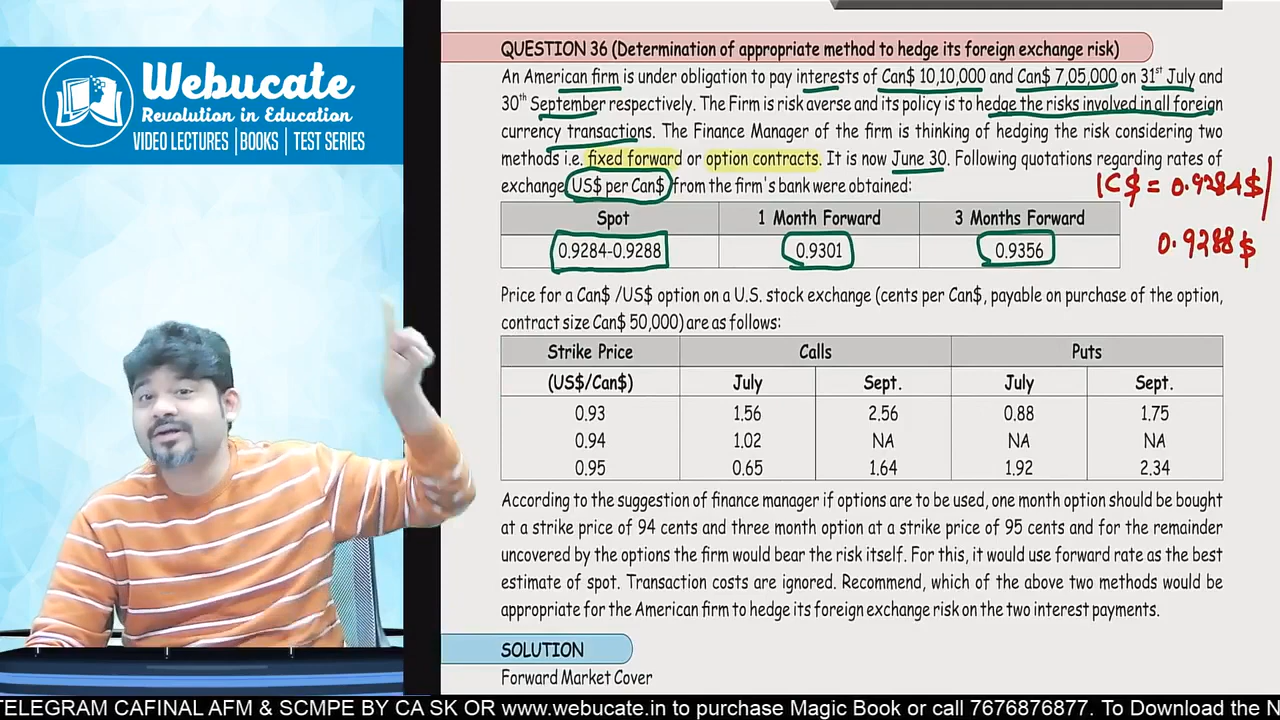 Webucate
Revolution in Education
VIDEO LECTURES | BOOKS | TEST SERIES
QUESTION 36 (Determination of appropriate method to hedge its foreign exchange risk)
An American firm is under obligation to pay interests of Can$ 10,10,000 and Can$ 7,05,000 on 31st July and
30th September respectively. The Firm is risk averse and its policy is to hedge the risks involved in all foreign
currency transactions. The Finance Manager of the firm is thinking of hedging the risk considering two
methods i.e. fixed forward or option contracts. It is now June 30. Following quotations regarding rates of
exchange US$ per Can$ from the firm's bank were obtained:
1C$ = 0.9284$/
0.9288$
Spot 1 Month Forward 3 Months Forward
0.9284-0.9288 0.9301 0.9356
Price for a Can$ /US$ option on a U.S. stock exchange (cents per Can$, payable on purchase of the option,
contract size Can$ 50,000) are as follows:
Strike Price Calls Puts
(US$/Can$) July Sept. July Sept.
0.93 1.56 2.56 0.88 1.75
0.94 1.02 NA NA NA
0.95 0.65 1.64 1.92 2.34
According to the suggestion of finance manager if options are to be used, one month option should be bought
at a strike price of 94 cents and three month option at a strike price of 95 cents and for the remainder
uncovered by the options the firm would bear the risk itself. For this, it would use forward rate as the best
estimate of spot. Transaction costs are ignored. Recommend, which of the above two methods would be
appropriate for the American firm to hedge its foreign exchange risk on the two interest payments.
SOLUTION
Forward Market Cover
TELEGRAM CAFINAL AFM & SCMPE BY CA SK OR www.webucate.in to purchase Magic Book or call 7676876877. To Download the N